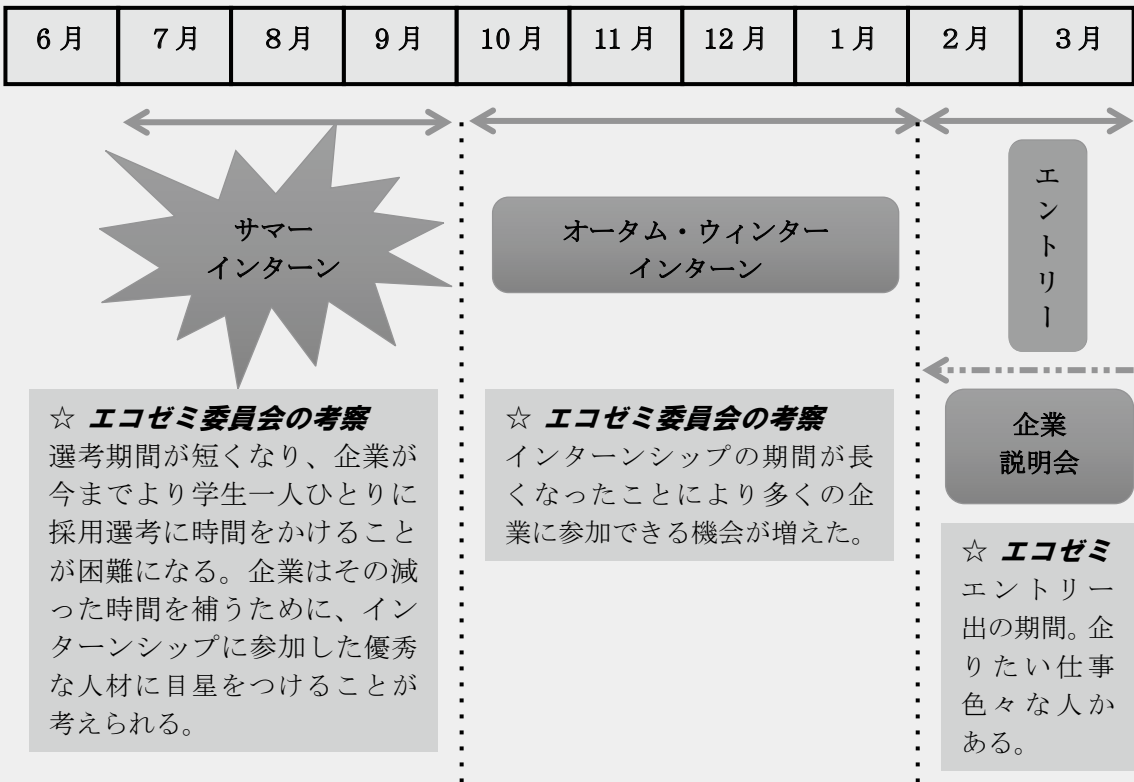 6月 7月 8月 9月 10月 11月 12月 1月 2月 3月
サマー
インターン
オータム・ウィンター
インターン
エントリー
企業
説明会
☆ エコゼミ委員会の考察
選考期間が短くなり、企業が
今までより学生一人ひとりに
採用選考に時間をかけること
が困難になる。企業はその減
った時間を補うために、イン
ターンシップに参加した優秀
な人材に目星をつけることが
考えられる。
☆ エコゼミ委員会の考察
インターンシップの期間が長
くなったことにより多くの企
業に参加できる機会が増えた。
☆ エコゼミ
エントリー
出の期間。企
りたい仕事
色々な人か
ある。